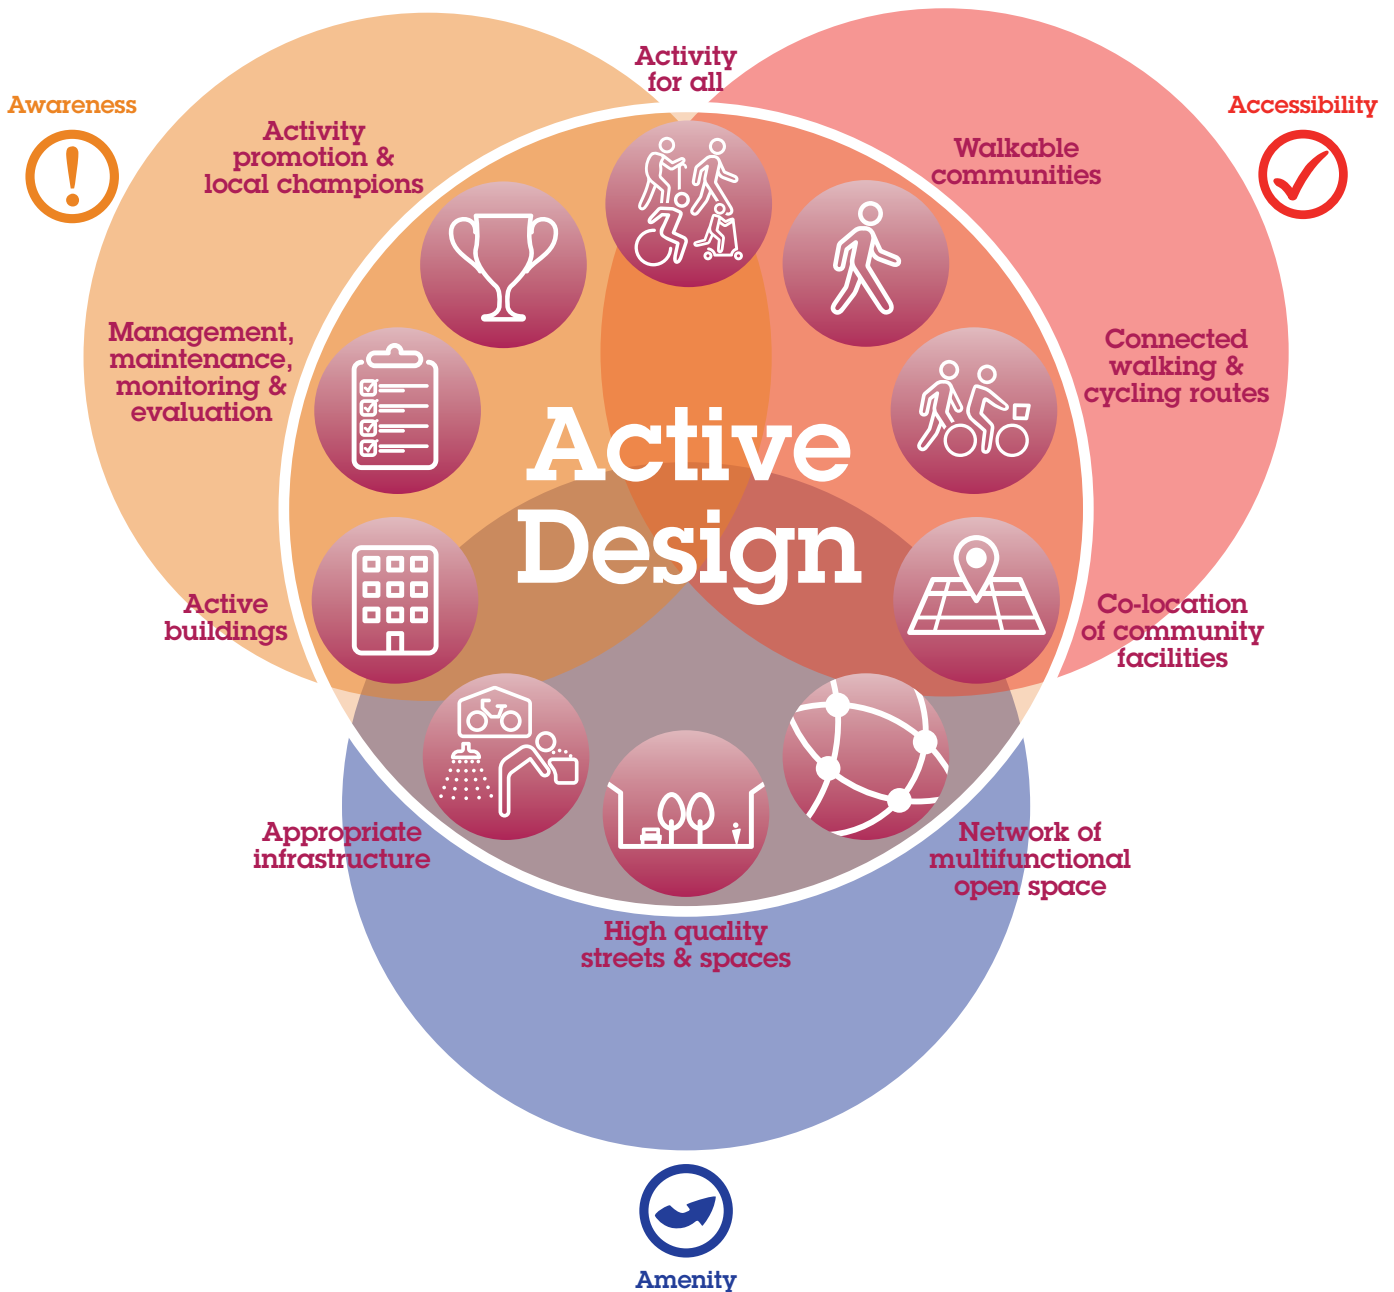 Activity
for all
Awareness
Accessibility
Activity
promotion &
local champions
Walkable
communities
Management,
maintenance,
monitoring &
evaluation
Connected
walking &
cycling routes
Active
Design
Active
buildings
Co-location
of community
facilities
Appropriate
infrastructure
Network of
multifunctional
open space
High quality
streets & spaces
Amenity